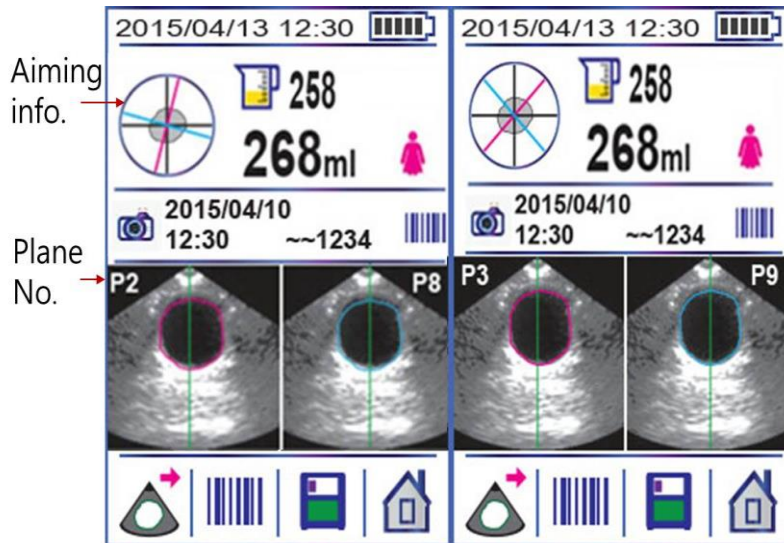 Aiming
info.
Plane
No.
2015/04/13 12:30
258
268ml
2015/04/10
12:30 ~~1234
P2 P8
2015/04/13 12:30
258
268ml
2015/04/10
12:30 ~~1234
P3 P9